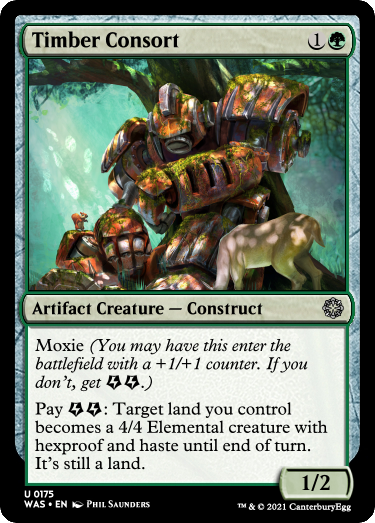 Timber Consort 1
Artifact Creature — Construct
Moxie (You may have this enter the
battlefield with a +1/+1 counter. If you
don't, get .)
Pay : Target land you control
becomes a 4/4 Elemental creature with
hexproof and haste until end of turn.
It's still a land.
1/2
U 0175
WAS • EN Phil Saunders
™ & © 2021 CanterburyEgg